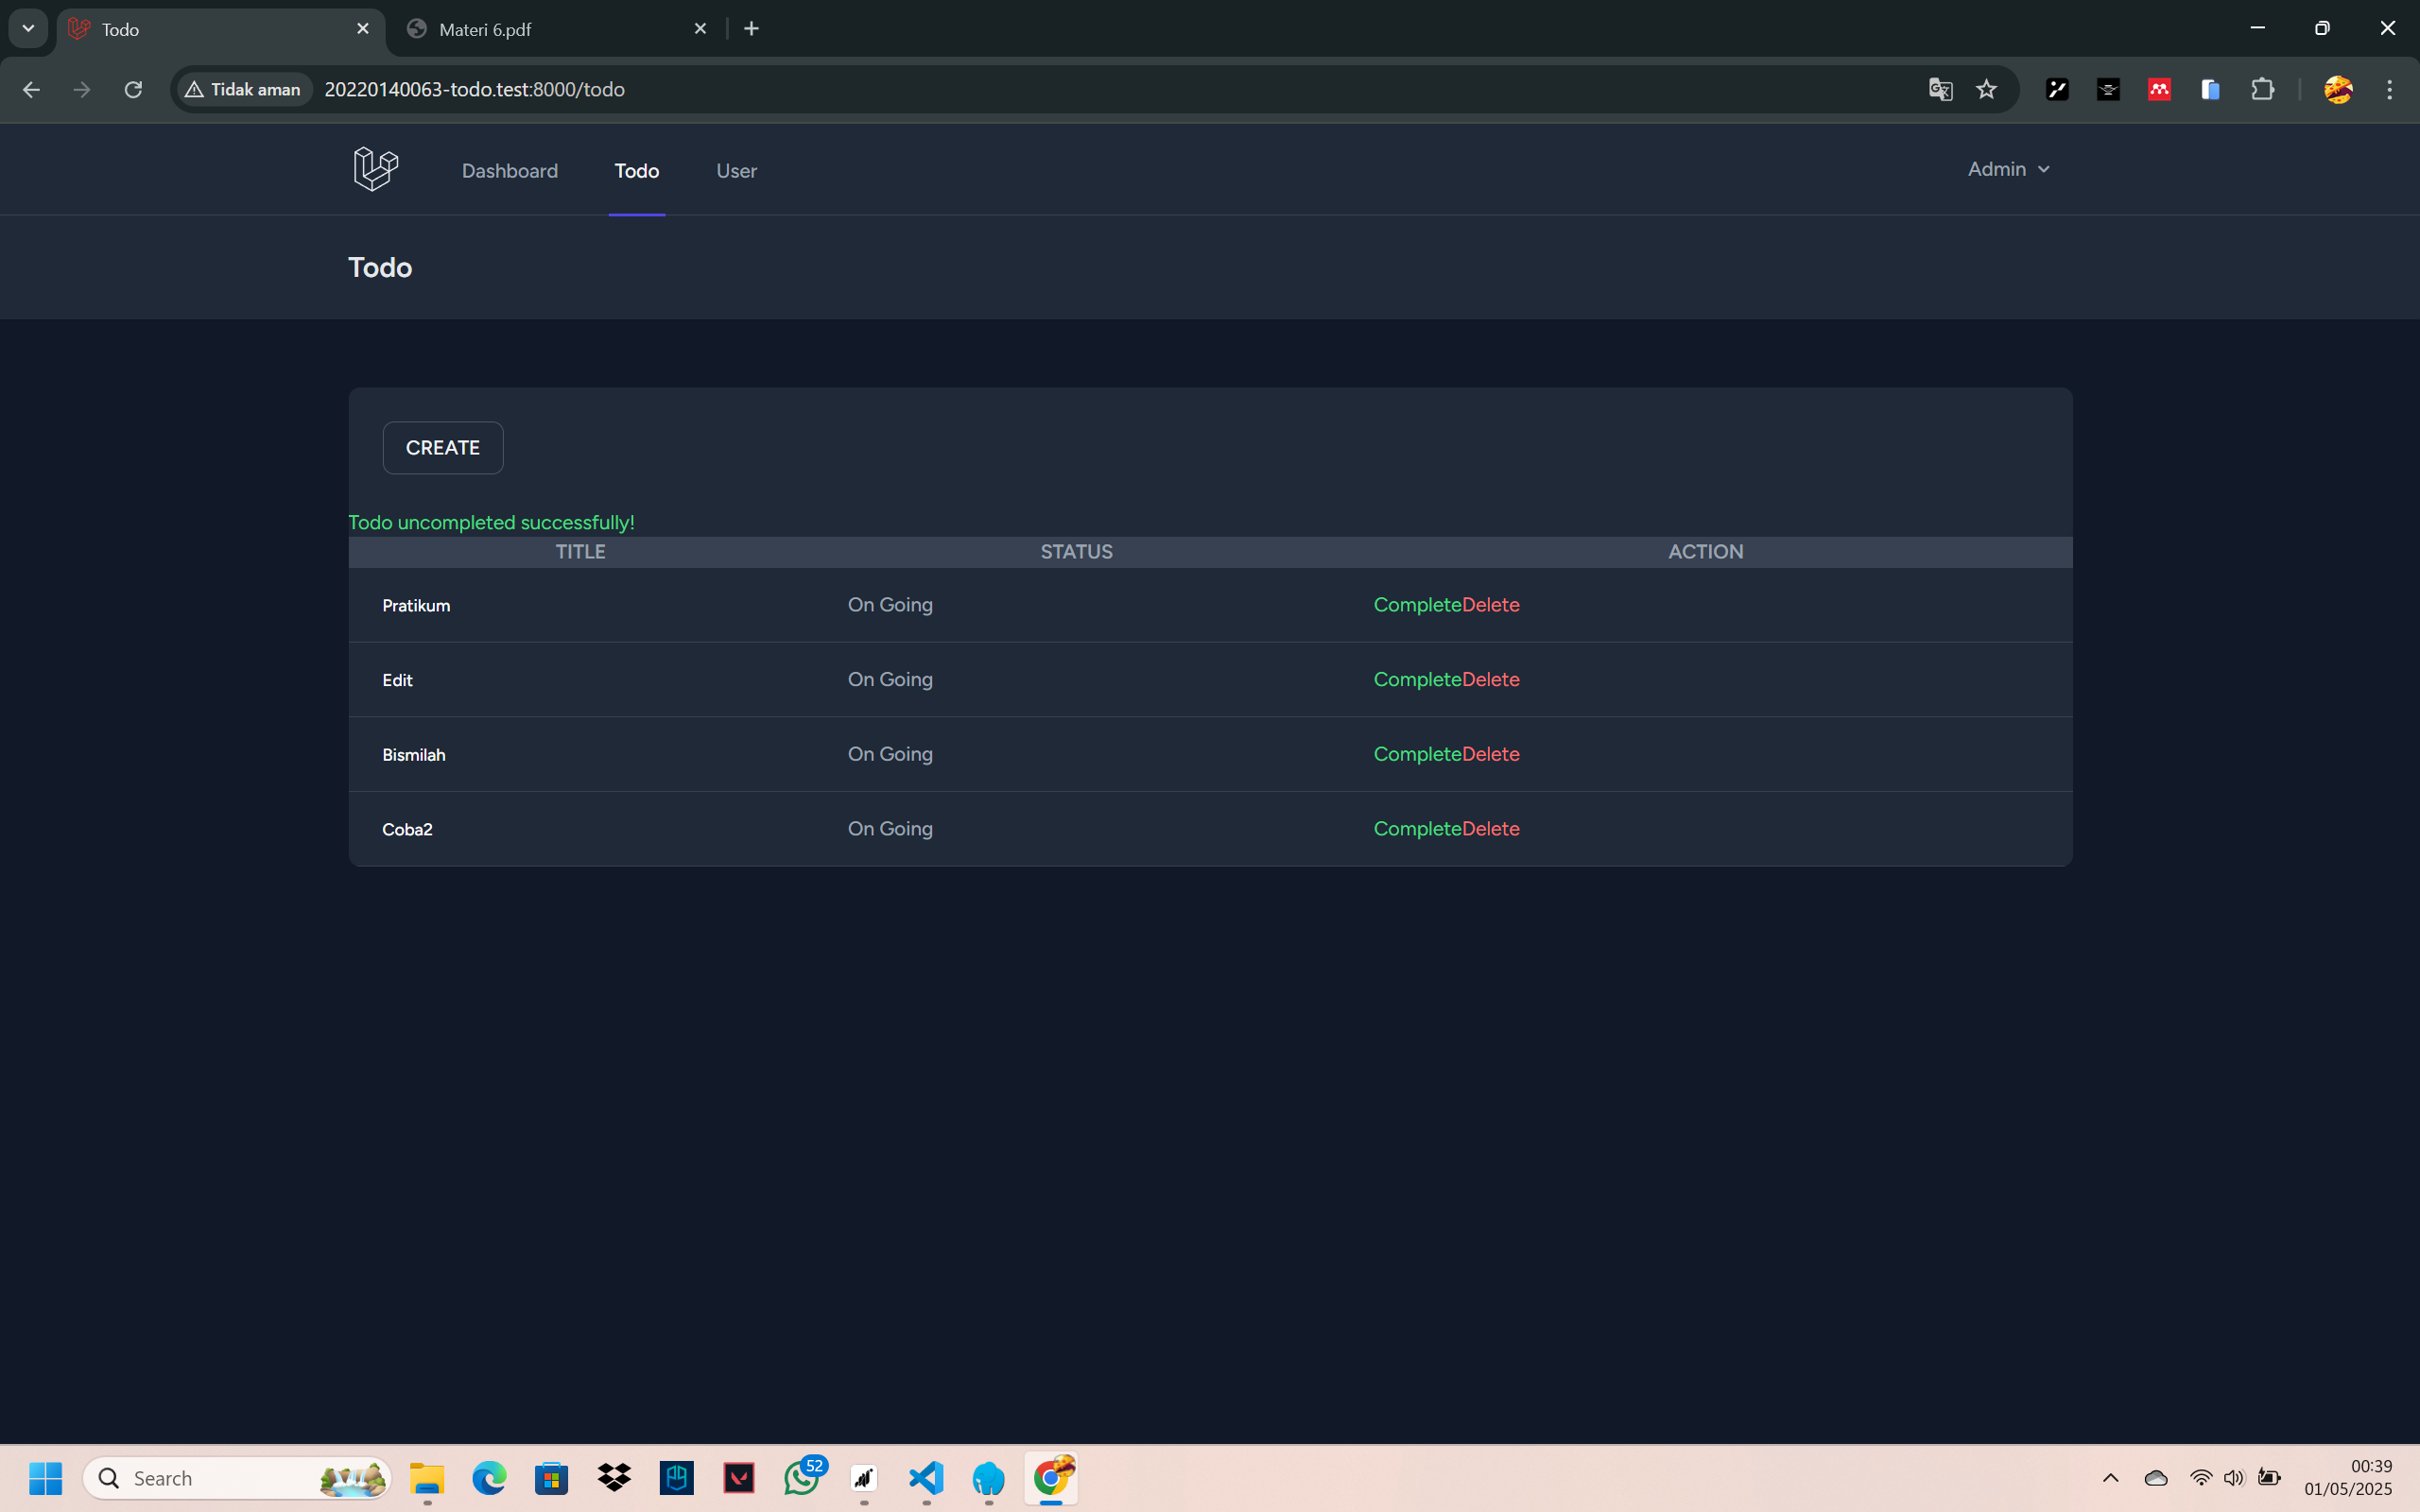 Todo
Materi 6.pdf
Tidak aman
20220140063-todo.test:8000/todo
Dashboard
Todo
User
Admin
Todo
CREATE
Todo uncompleted successfully!
TITLE STATUS ACTION
Pratikum On Going CompleteDelete
Edit On Going CompleteDelete
Bismilah On Going CompleteDelete
Coba2 On Going CompleteDelete
Search
52
00:39
01/05/2025